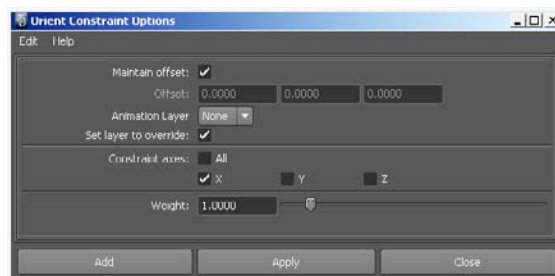 Orient Constraint Options
Edit Help
Maintain offset:
Offset: 0.0000 0.0000 0.0000
Animation Layer None
Set layer to override:
Constraint axes: All
X Y Z
Weight: 1.0000
Add Apply Close